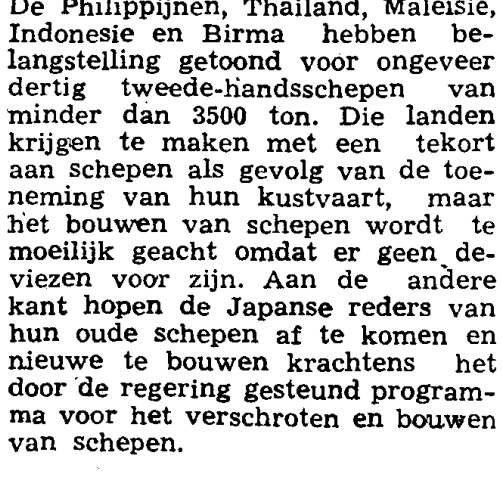 De Philippijnen, Thailand, Maleisie,
Indonesie en Birma hebben be-
langstelling getoond voor ongeveer
dertig tweede-handsschepen van
minder dan 3500 ton. Die landen
krijgen te maken met een tekort
aan schepen als gevolg van de toe-
neming van hun kustvaart, maar
het bouwen van schepen wordt te
moeilijk geacht omdat er geen de-
viezen voor zijn. Aan de andere
kant hopen de Japanse reders van
hun oude schepen af te komen en
nieuwe te bouwen krachtens het
door de regering gesteund program-
ma voor het verschroten en bouwen
van schepen.